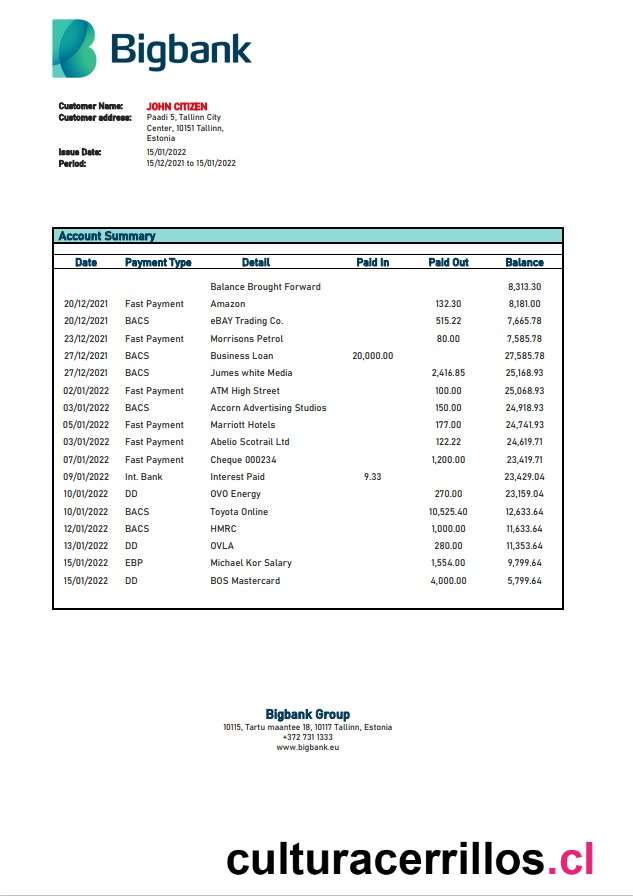 Bigbank
Customer Name: JOHN CITIZEN
Customer address: Paadi 5, Tallinn City
Center, 10151 Tallinn,
Estonia
Issue Date: 15/01/2022
Period: 15/12/2021 to 15/01/2022
Account Summary
Date Payment Type Detail Paid In Paid Out Balance
Balance Brought Forward 8,313.30
20/12/2021 Fast Payment Amazon 132.30 8,181.00
20/12/2021 BACS eBAY Trading Co. 515.22 7,665.78
23/12/2021 Fast Payment Morrisons Petrol 80.00 7,585.78
27/12/2021 BACS Business Loan 20,000.00 27,585.78
27/12/2021 BACS Jumes white Media 2,416.85 25,168.93
02/01/2022 Fast Payment ATM High Street 100.00 25,068.93
03/01/2022 BACS Accorn Advertising Studios 150.00 24,918.93
05/01/2022 Fast Payment Marriott Hotels 177.00 24,741.93
03/01/2022 Fast Payment Abelio Scotrail Ltd 122.22 24,619.71
07/01/2022 Fast Payment Cheque 000234 1,200.00 23,419.71
09/01/2022 Int. Bank Interest Paid 9.33 23,429.04
10/01/2022 DD OVO Energy 270.00 23,159.04
10/01/2022 BACS Toyota Online 10,525.40 12,633.64
12/01/2022 BACS HMRC 1,000.00 11,633.64
13/01/2022 DD OVLA 280.00 11,353.64
15/01/2022 EBP Michael Kor Salary 1,554.00 9,799.64
15/01/2022 DD BOS Mastercard 4,000.00 5,799.64
Bigbank Group
10115, Tartu maantee 18, 10117 Tallinn, Estonia
+372 731 1333
www.bigbank.eu
culturacerrillos.cl